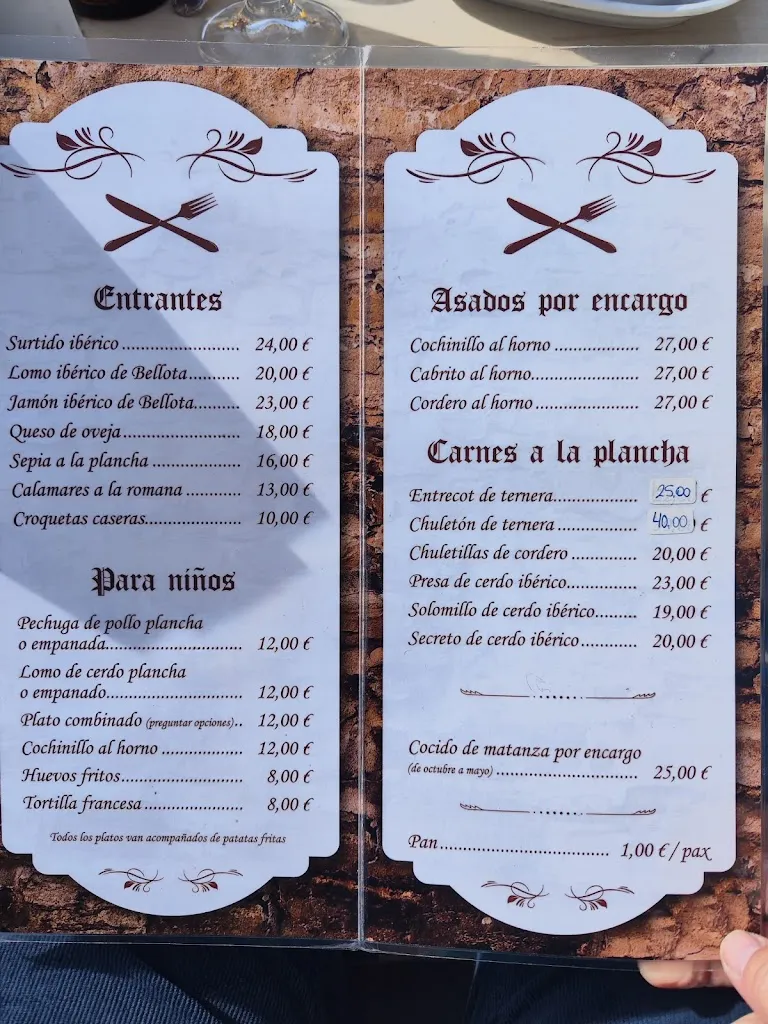 Entrantes
Surtido ibérico ........................ 24,00 €
Lomo ibérico de Bellota.......... 20,00 €
Jamón ibérico de Bellota......... 23,00 €
Queso de oveja........................ 18,00 €
Sepia a la plancha .................. 16,00 €
Calamares a la romana ........... 13,00 €
Croquetas caseras.................... 10,00 €
Para niños
Pechuga de pollo plancha
o empanada............................ 12,00 €
Lomo de cerdo plancha
o empanado............................ 12,00 €
Plato combinado (preguntar opciones).. 12,00 €
Cochinillo al horno ................ 12,00 €
Huevos fritos......................... 8,00 €
Tortilla francesa .................... 8,00 €
Todos los platos van acompañados de patatas fritas
Asados por encargo
Cochinillo al horno ................. 27,00 €
Cabrito al horno...................... 27,00 €
Cordero al horno ..................... 27,00 €
Carnes a la plancha
Entrecot de ternera................. 25,00 €
Chuletón de ternera ................ 40,00 €
Chuletillas de cordero ............. 20,00 €
Presa de cerdo ibérico.............. 23,00 €
Solomillo de cerdo ibérico........ 19,00 €
Secreto de cerdo ibérico........... 20,00 €
Cocido de matanza por encargo
(de octubre a mayo) ............................. 25,00 €
Pan................................... 1,00 € / pax